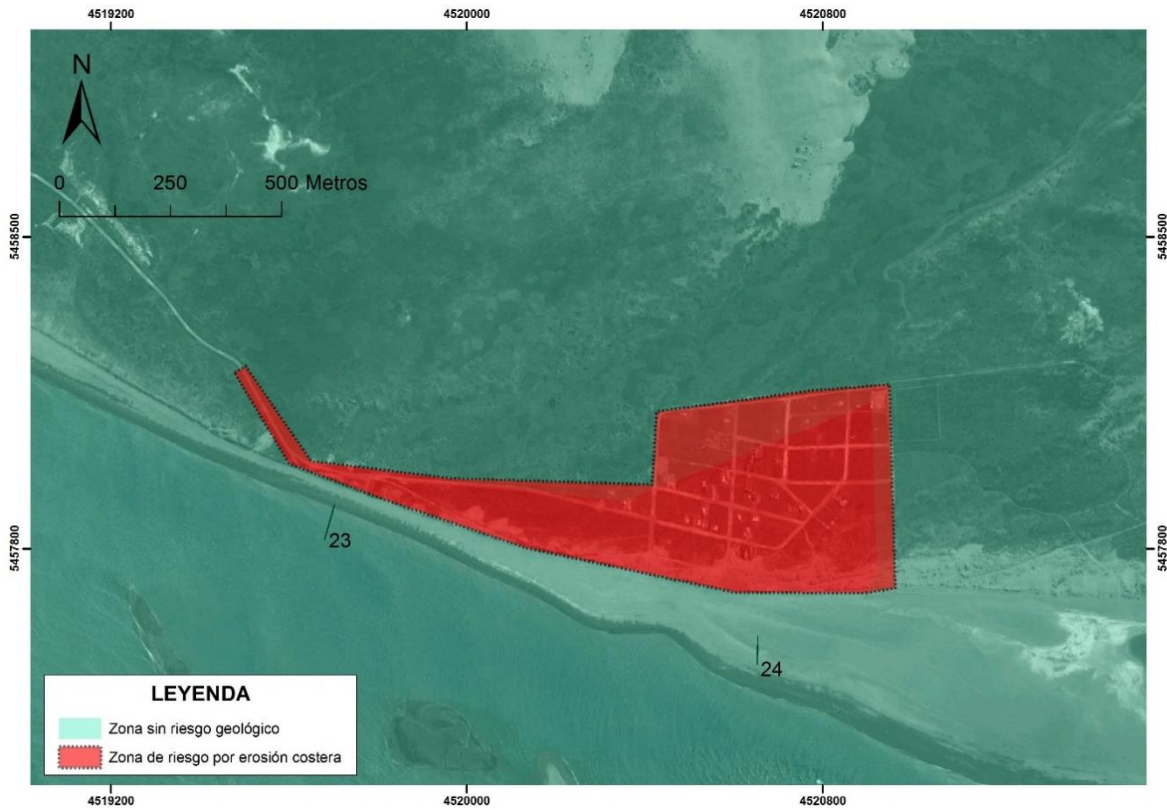 4519200 4520000 4520800
N
0 250 500 Metros
5458500 5458500
5457800 5457800
23
24
LEYENDA
Zona sin riesgo geológico
Zona de riesgo por erosión costera
4519200 4520000 4520800